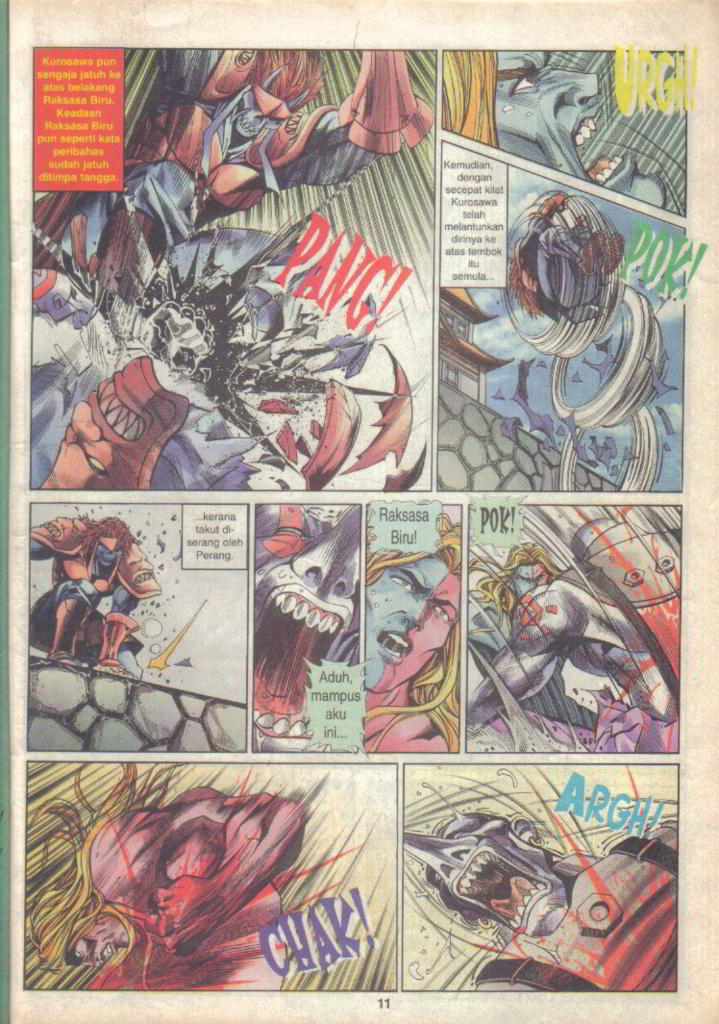 Kurosawa pun
sengaja jatuh ke
atas belakang
Raksasa Biru.
Keadaan
Raksasa Biru
pun seperti kata
peribahas
sudah jatuh
ditimpa tangga.
PANG!
URGH!
Kemudian,
dengan
secepat kilat
Kurosawa
telah
melantunkan
dirinya ke
atas tembok
itu
semula...
POK!
...kerana
takut di-
serang oleh
Perang.
Aduh,
mampus
aku
ini...
Raksasa
Biru!
POK!
CHAK!
ARGH!
11